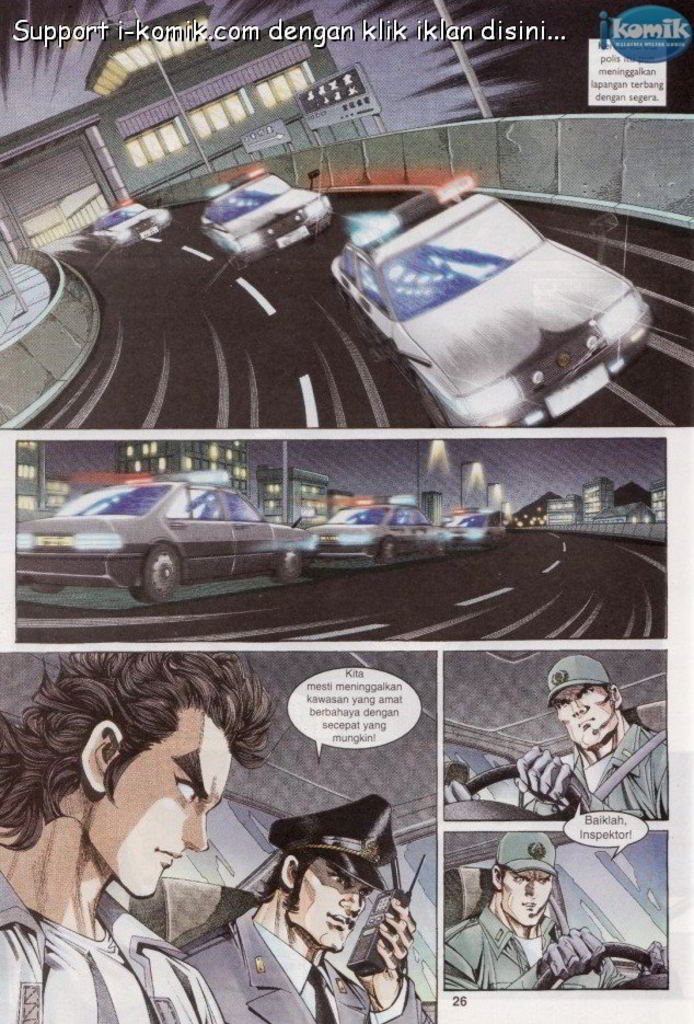 Support i-komik.com dengan klik iklan disini...
ikomik
polis itu
meninggalkan
lapangan terbang
dengan segera.
Kita
mesti meninggalkan
kawasan yang amat
berbahaya dengan
secepat yang
mungkin!
Baiklah,
Inspektor!
26